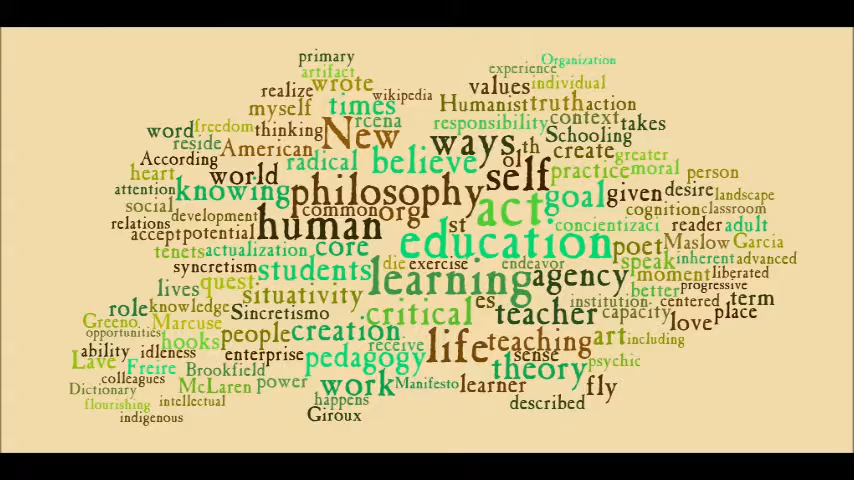 primary
Organization
artifact
experience
realize wrote wikipedia values individual
myself times Humanist truth action
rcena responsibility context takes
word freedom thinking New ways th Schooling
reside American create greater
According radical believe ol
heart world self practice moral person
attention knowing philosophy goal given desire landscape
social common org act cognition classroom
relations development human st concientizaci reader adult
accept potential
tenets actualization core education poet Maslow Garcia
syncretism students die exercise endeavor speak inherent advanced
lives quest learning agency moment liberated
situativity es better progressive
role knowledge Sincretismo critical teacher institution centered term
capacity place
Greeno Marcuse people creation love
opportunities hooks receive life teaching art including
ability idleness enterprise pedagogy sense
Lave Freire Brookfield theory psychic
colleagues McLaren power work Manifesto learner fly
Dictionary
flourishing intellectual happens described
indigenous Giroux